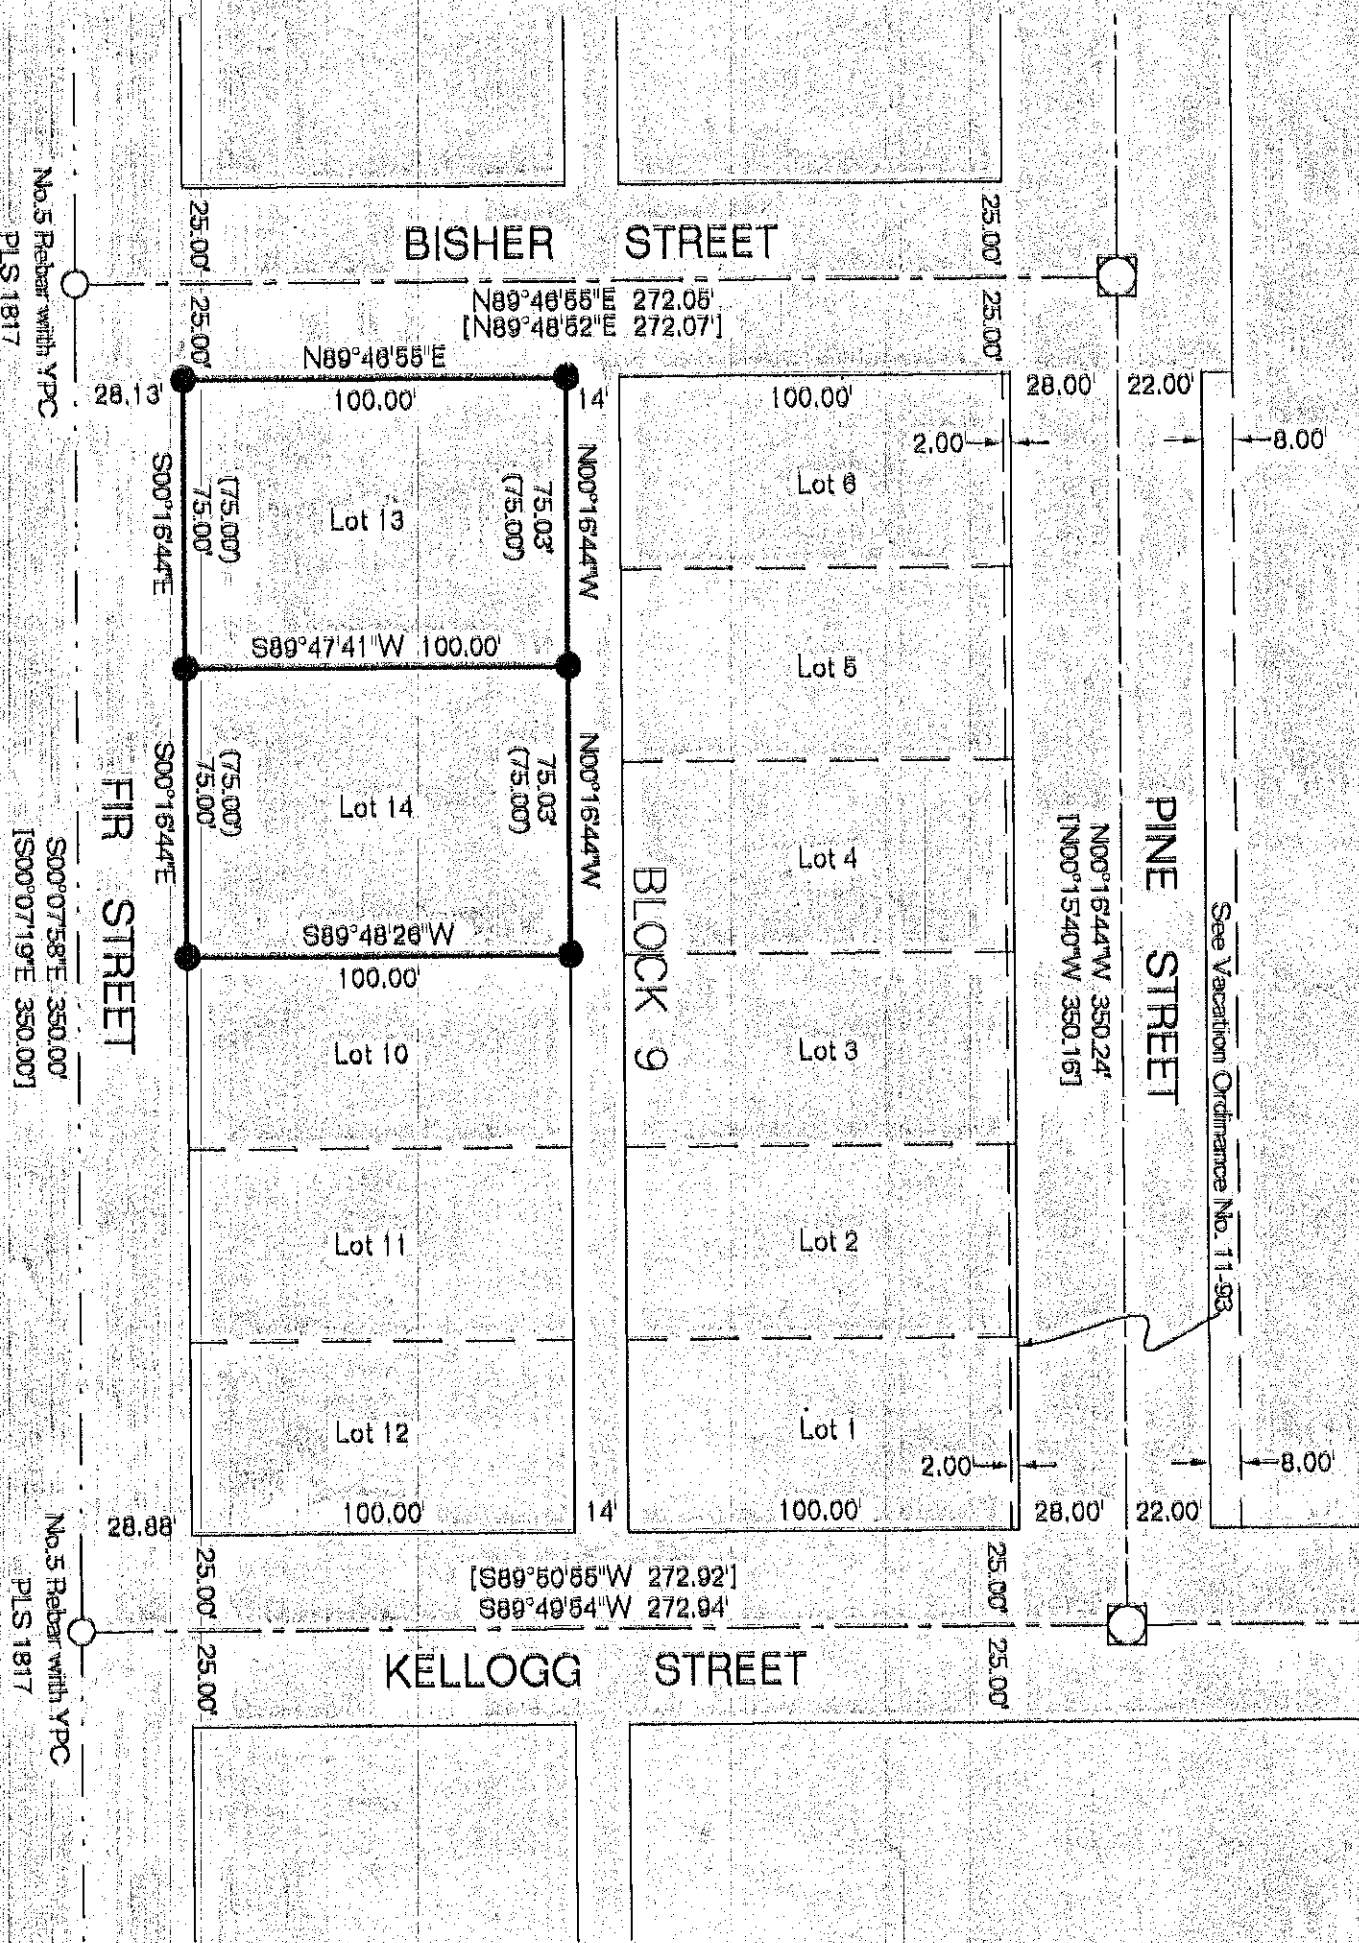 BISHER STREET
25.00'
25.00'
25.00'
25.00'
N89°46'55"E 272.05'
[N89°48'52"E 272.07']
No.5 Rebar with YPC
PLS 1817
N89°46'55"E
100.00'
28.13'
14'
100.00'
28.00'
22.00'
2.00
8.00'
S00°16'44"E
(75.00')
75.00'
Lot 13
75.03'
(75.00')
N00°16'44"W
Lot 6
S89°47'41"W 100.00'
Lot 5
S00°16'44"E
(75.00')
75.00'
Lot 14
75.03'
(75.00')
N00°16'44"W
Lot 4
S89°48'26"W
100.00'
BLOCK 9
PINE STREET
N00°16'44"W 350.24'
[N00°15'40"W 350.16']
See Vacation Ordinance No. 11-93
FIR STREET
S00°07'58"E 350.00'
[S00°07'19"E 350.00']
Lot 10
Lot 3
Lot 11
Lot 2
Lot 12
Lot 1
2.00'
8.00'
28.88'
100.00'
14'
100.00'
28.00'
22.00'
25.00'
25.00'
25.00'
25.00'
[S89°50'55"W 272.92']
S89°49'54"W 272.94'
KELLOGG STREET
No.5 Rebar with YPC
PLS 1817